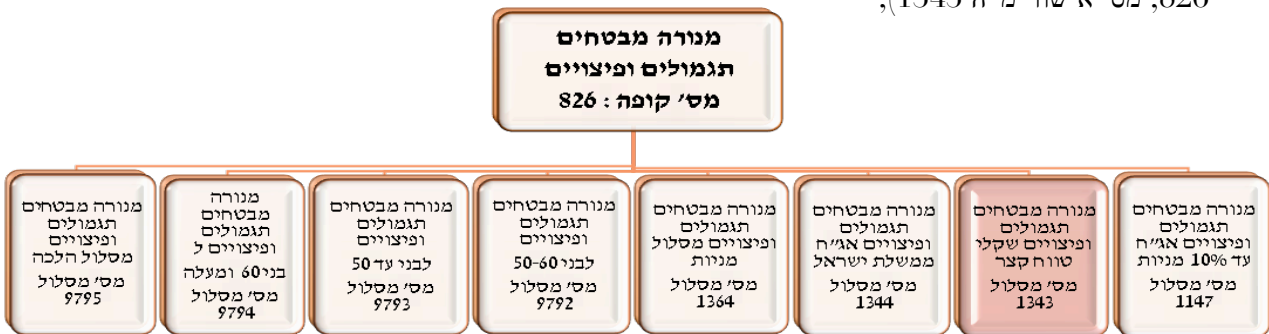 מנורה מבטחים
תגמולים ופיצויים
מס׳ קופה : 826
מנורה מבטחים
תגמולים
ופיצויים אג״ח
עד 10% מניות
מס׳ מסלול
1147
מנורה מבטחים
תגמולים
ופיצויים שקלי
טווח קצר
מס׳ מסלול
1343
מנורה מבטחים
תגמולים
ופיצויים אג״ח
ממשלת ישראל
מס׳ מסלול
1344
מנורה מבטחים
תגמולים
ופיצויים מסלול
מניות
מס׳ מסלול
1364
מנורה מבטחים
תגמולים
ופיצויים
לבני 50-60
מס׳ מסלול
9792
מנורה מבטחים
תגמולים
ופיצויים
לבני עד 50
מס׳ מסלול
9793
מנורה
מבטחים
תגמולים
ופיצויים ל
בני 60 ומעלה
מס׳ מסלול
9794
מנורה מבטחים
תגמולים
ופיצויים
מסלול הלכה
מס׳ מסלול
9795